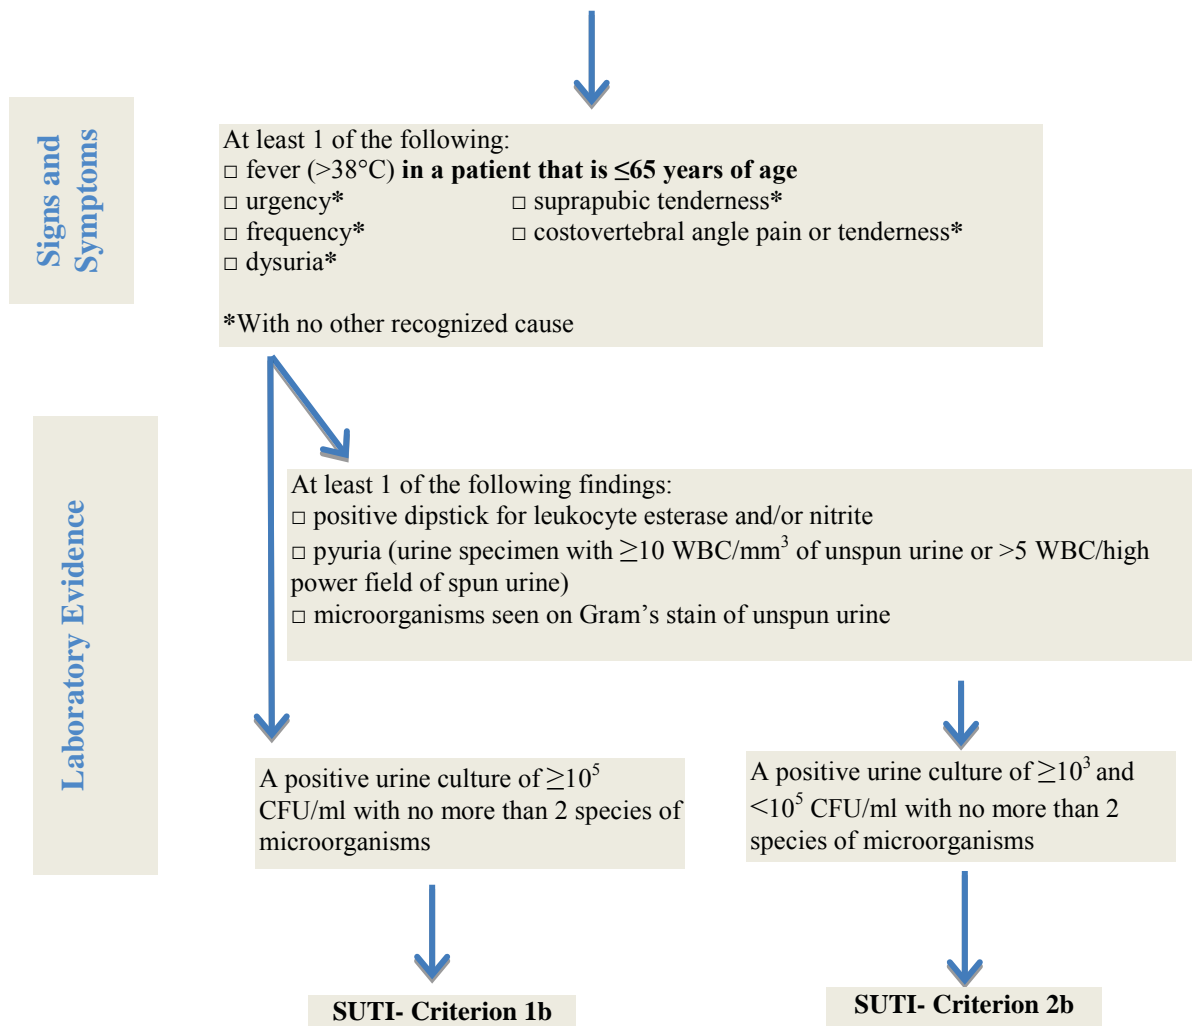 Signs and
Symptoms
At least 1 of the following:
□ fever (>38°C) in a patient that is ≤65 years of age
□ urgency* □ suprapubic tenderness*
□ frequency* □ costovertebral angle pain or tenderness*
□ dysuria*
*With no other recognized cause
Laboratory Evidence
At least 1 of the following findings:
□ positive dipstick for leukocyte esterase and/or nitrite
□ pyuria (urine specimen with ≥10 WBC/mm³ of unspun urine or >5 WBC/high
power field of spun urine)
□ microorganisms seen on Gram’s stain of unspun urine
A positive urine culture of ≥10⁵
CFU/ml with no more than 2 species of
microorganisms
A positive urine culture of ≥10³ and
<10⁵ CFU/ml with no more than 2
species of microorganisms
SUTI- Criterion 1b
SUTI- Criterion 2b